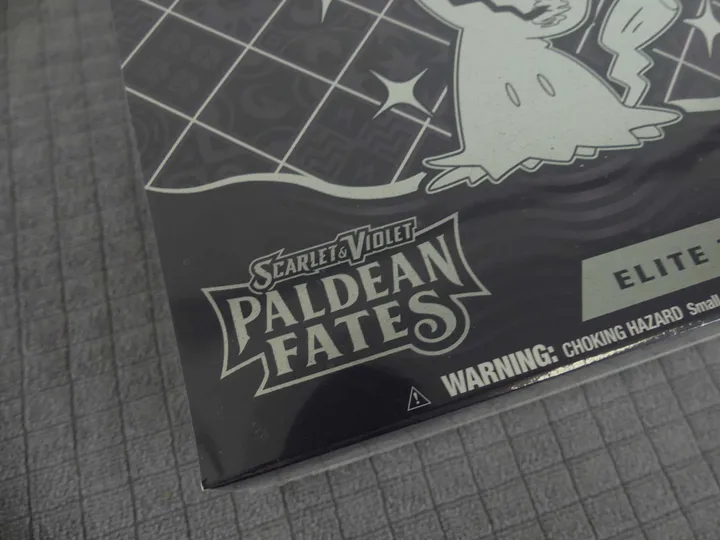 SCARLET & VIOLET
PALDEAN
FATES
ELITE
WARNING: CHOKING HAZARD Small